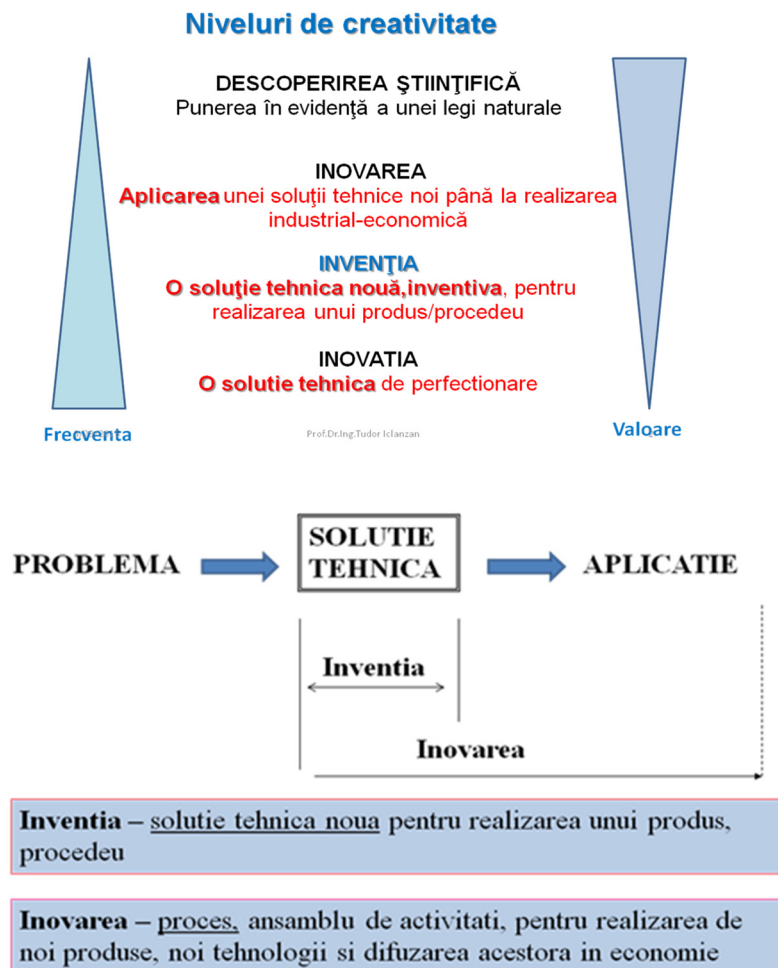 Niveluri de creativitate
DESCOPERIREA ŞTIINŢIFICĂ
Punerea în evidenţă a unei legi naturale
INOVAREA
Aplicarea unei soluţii tehnice noi până la realizarea
industrial-economică
INVENŢIA
O soluţie tehnica nouă,inventiva, pentru
realizarea unui produs/procedeu
INOVATIA
O solutie tehnica de perfectionare
Frecventa
Prof.Dr.Ing.Tudor Iclanzan
Valoare
PROBLEMA
SOLUTIE
TEHNICA
APLICATIE
Inventia
Inovarea
Inventia – solutie tehnica noua pentru realizarea unui produs,
procedeu
Inovarea – proces, ansamblu de activitati, pentru realizarea de
noi produse, noi tehnologii si difuzarea acestora in economie